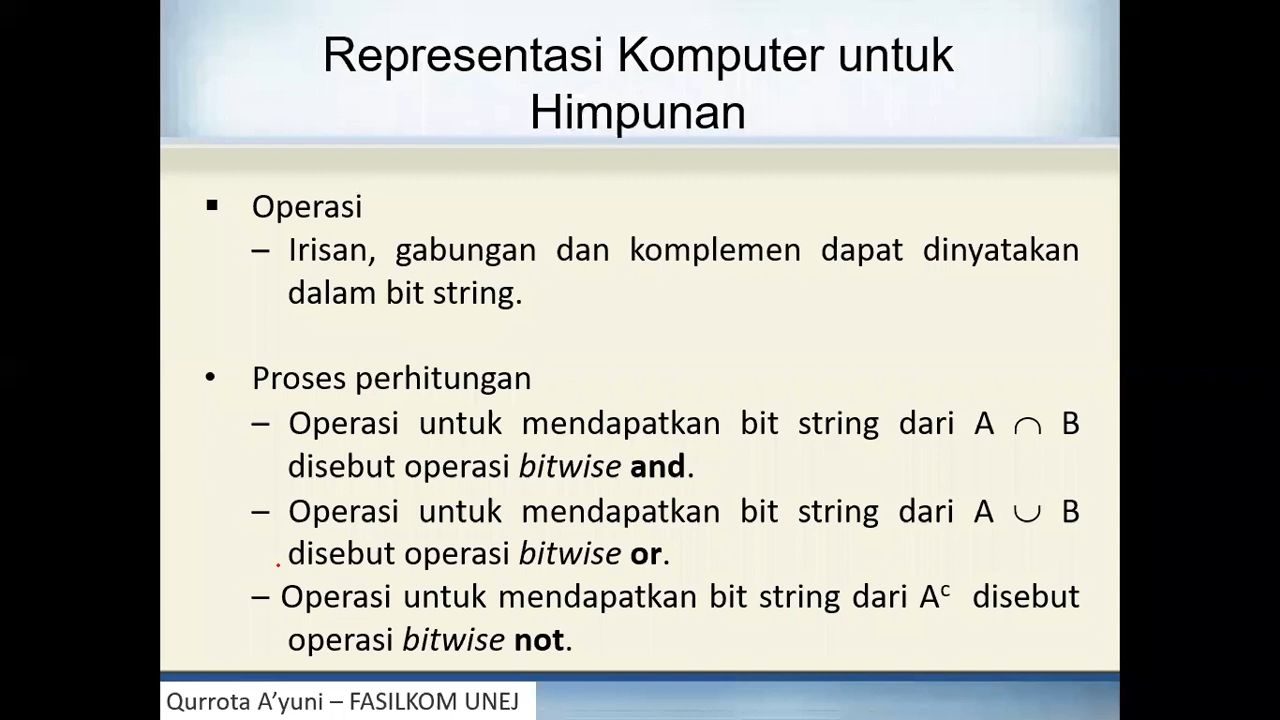 Representasi Komputer untuk
Himpunan
▪ Operasi
– Irisan, gabungan dan komplemen dapat dinyatakan
dalam bit string.
• Proses perhitungan
– Operasi untuk mendapatkan bit string dari A ∩ B
disebut operasi bitwise and.
– Operasi untuk mendapatkan bit string dari A ∪ B
disebut operasi bitwise or.
– Operasi untuk mendapatkan bit string dari Aᶜ disebut
operasi bitwise not.
Qurrota A’yuni – FASILKOM UNEJ